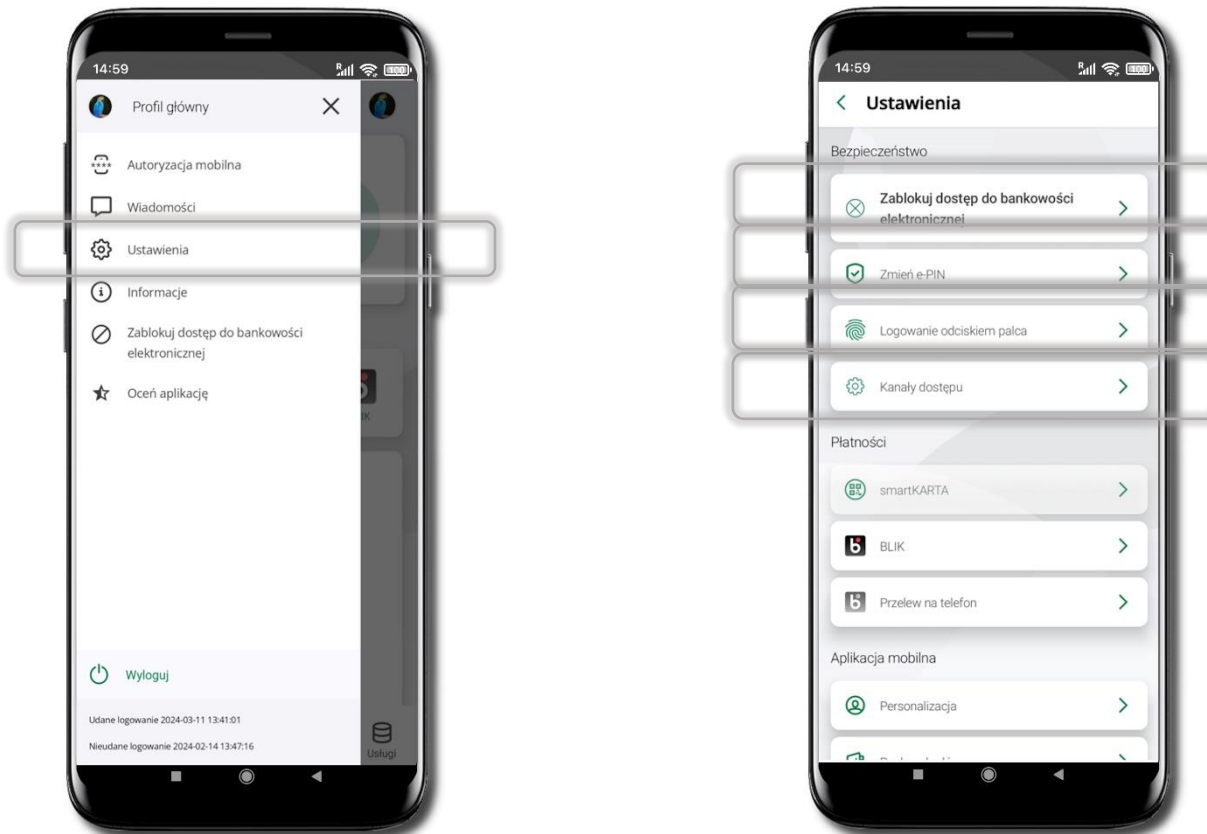 14:59
Profil główny
Autoryzacja mobilna
Wiadomości
Ustawienia
Informacje
Zablokuj dostęp do bankowości
elektronicznej
Oceń aplikację
Wyloguj
Udane logowanie 2024-03-11 13:41:01
Nieudane logowanie 2024-02-14 13:47:16
Usługi
14:59
Ustawienia
Bezpieczeństwo
Zablokuj dostęp do bankowości
elektronicznej
Zmień e-PIN
Logowanie odciskiem palca
Kanały dostępu
Płatności
smartKARTA
BLIK
Przelew na telefon
Aplikacja mobilna
Personalizacja